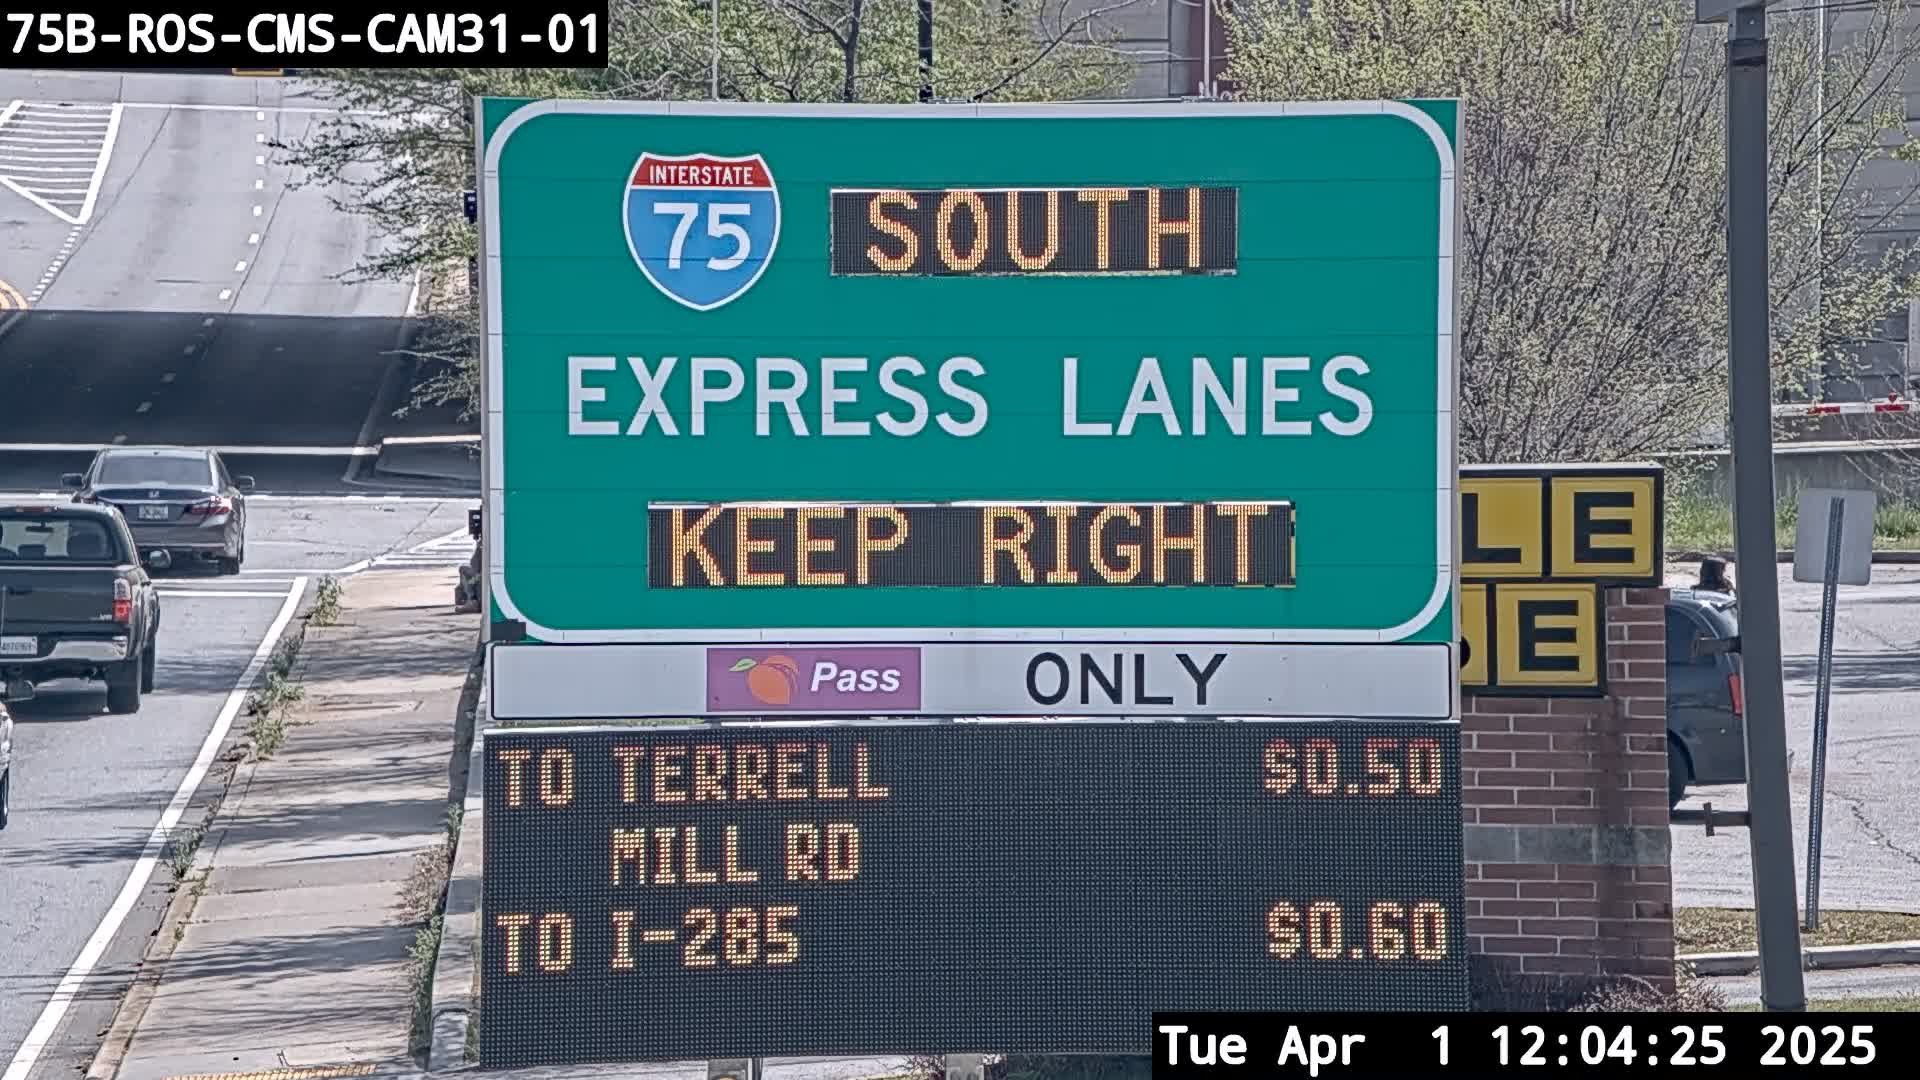 75B-ROS-CMS-CAM31-01
INTERSTATE
75
SOUTH
EXPRESS LANES
KEEP RIGHT
Pass ONLY
TO TERRELL $0.50
MILL RD
TO I-285 $0.60
LE
E
Tue Apr 1 12:04:25 2025